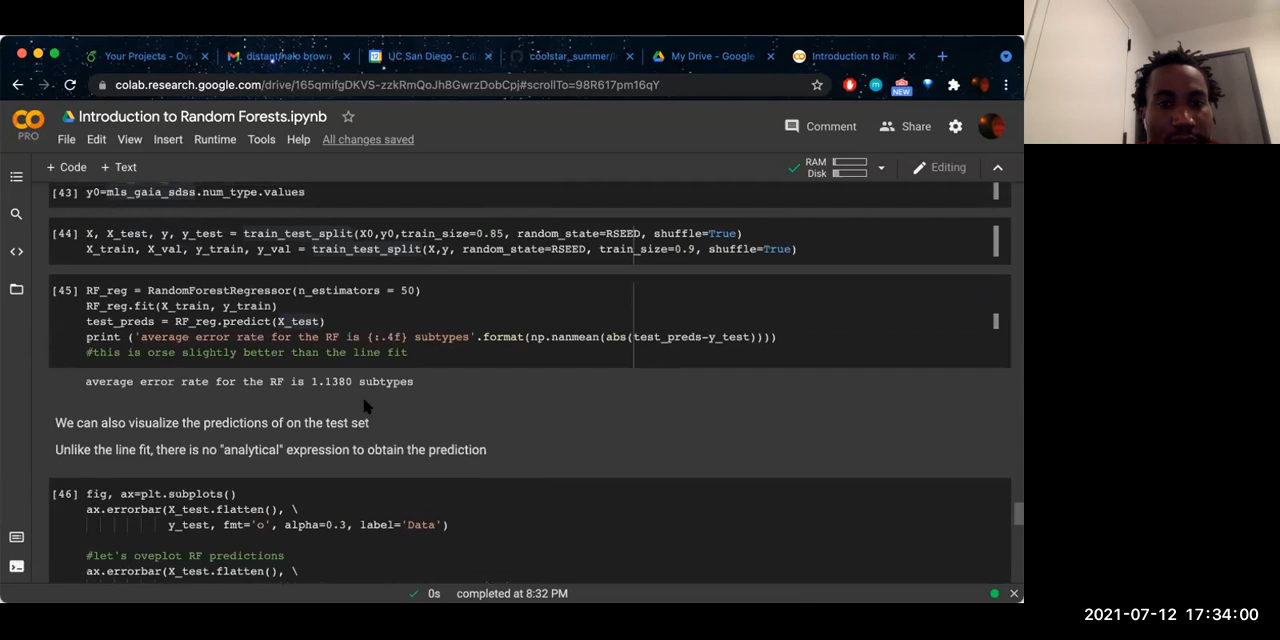 Your Projects - Ove
distanthalo brown
UC San Diego - Ca
coolstar_summer/
My Drive - Google
Introduction to Ran
colab.research.google.com/drive/165qmifgDKVS-zzkRmQoJh8GwrzDobCpj#scrollTo=98R617pm16qY
NEW
PRO
Introduction to Random Forests.ipynb
File Edit View Insert Runtime Tools Help All changes saved
Comment Share
+ Code + Text
RAM
Disk
Editing
[43] y0=mls_gaia_sdss.num_type.values
[44] X, X_test, y, y_test = train_test_split(X0,y0,train_size=0.85, random_state=RSEED, shuffle=True)
X_train, X_val, y_train, y_val = train_test_split(X,y, random_state=RSEED, train_size=0.9, shuffle=True)
[45] RF_reg = RandomForestRegressor(n_estimators = 50)
RF_reg.fit(X_train, y_train)
test_preds = RF_reg.predict(X_test)
print ('average error rate for the RF is {:.4f} subtypes'.format(np.nanmean(abs(test_preds-y_test))))
#this is orse slightly better than the line fit
average error rate for the RF is 1.1380 subtypes
We can also visualize the predictions of on the test set
Unlike the line fit, there is no "analytical" expression to obtain the prediction
[46] fig, ax=plt.subplots()
ax.errorbar(X_test.flatten(), \
y_test, fmt='o', alpha=0.3, label='Data')
#let's oveplot RF predictions
ax.errorbar(X_test.flatten(), \
0s completed at 8:32 PM
2021-07-12 17:34:00